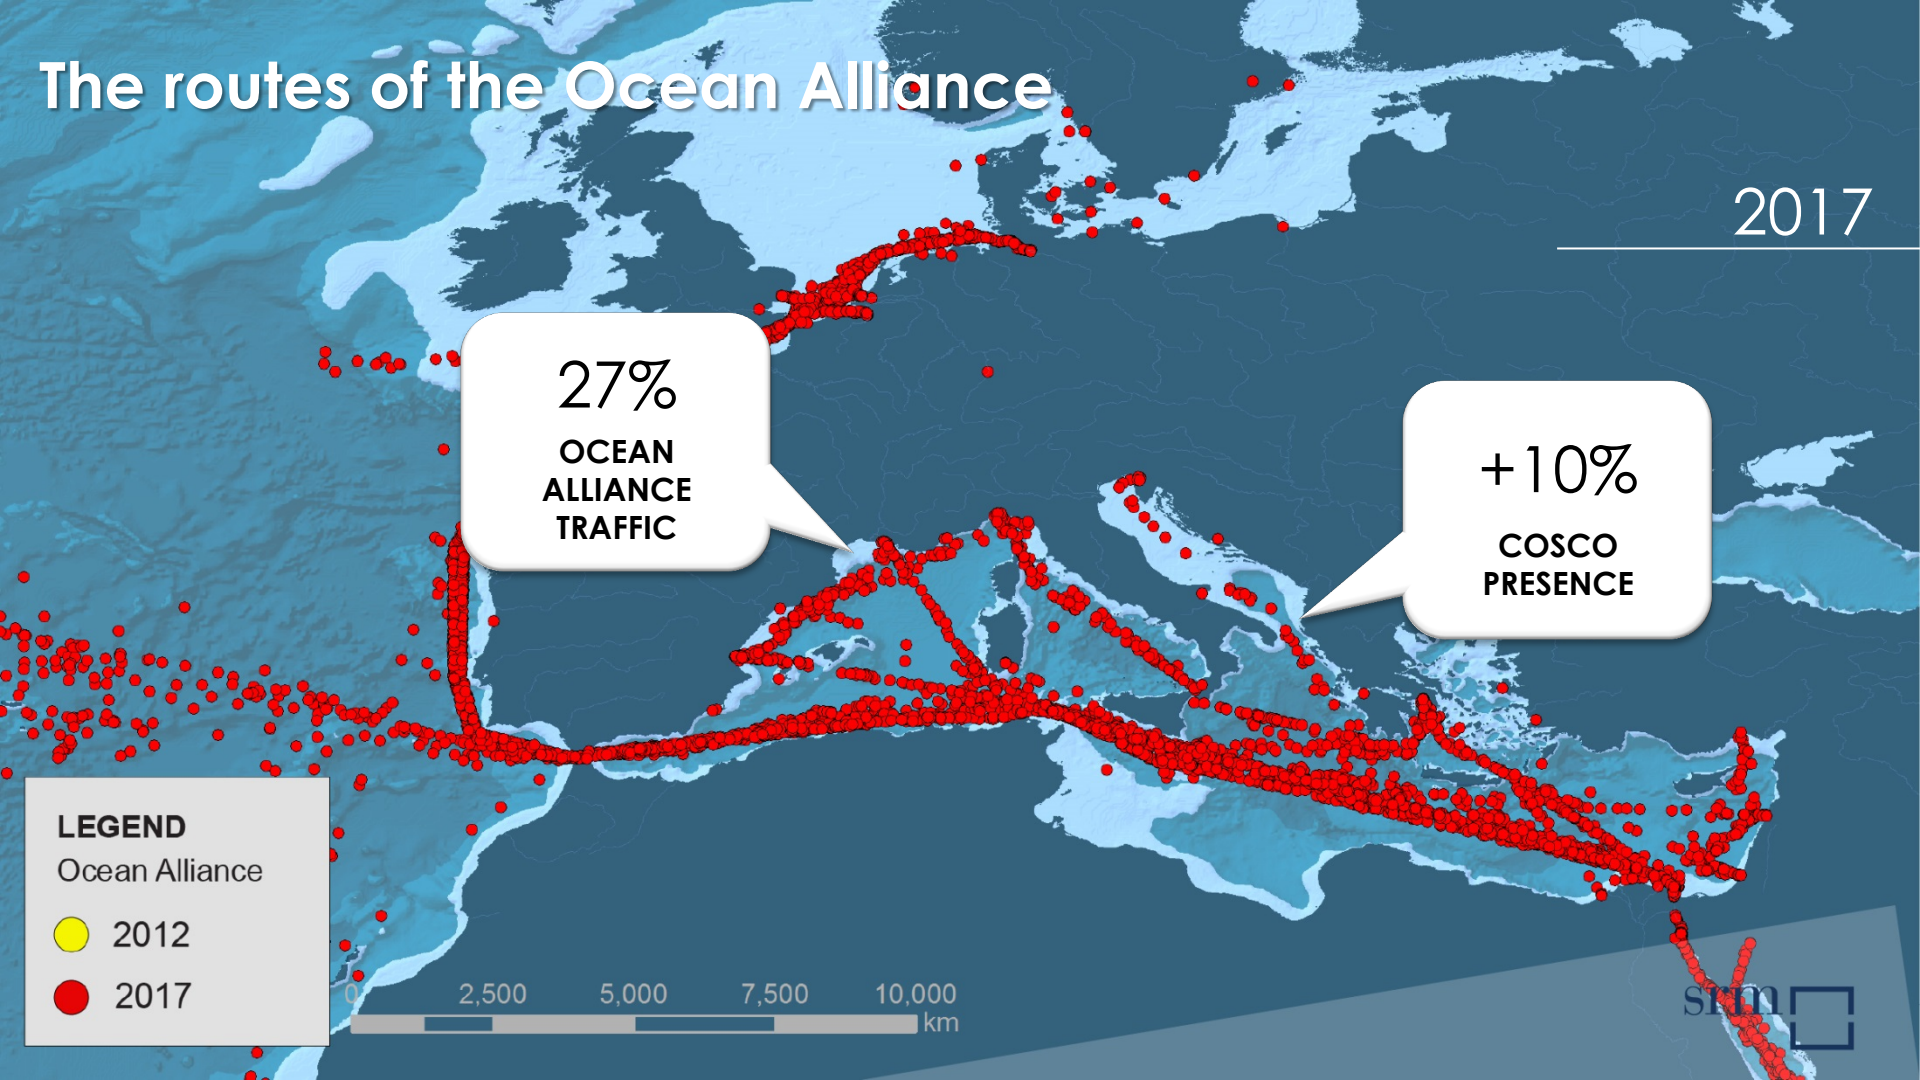 The routes of the Ocean Alliance
2017
27%
OCEAN
ALLIANCE
TRAFFIC
+10%
COSCO
PRESENCE
LEGEND
Ocean Alliance
2012
2017
0 2,500 5,000 7,500 10,000
km
srm